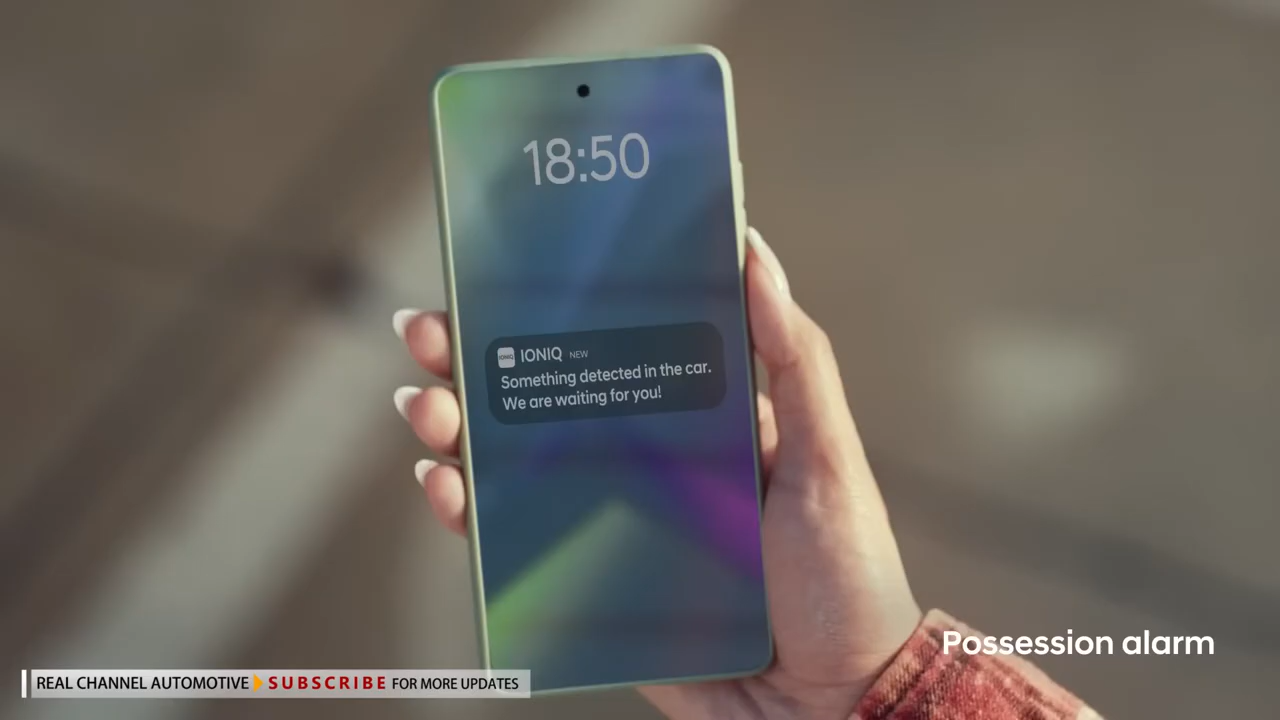 18:50
IONIQ IONIQ NEW
Something detected in the car.
We are waiting for you!
Possession alarm
REAL CHANNEL AUTOMOTIVE SUBSCRIBE FOR MORE UPDATES